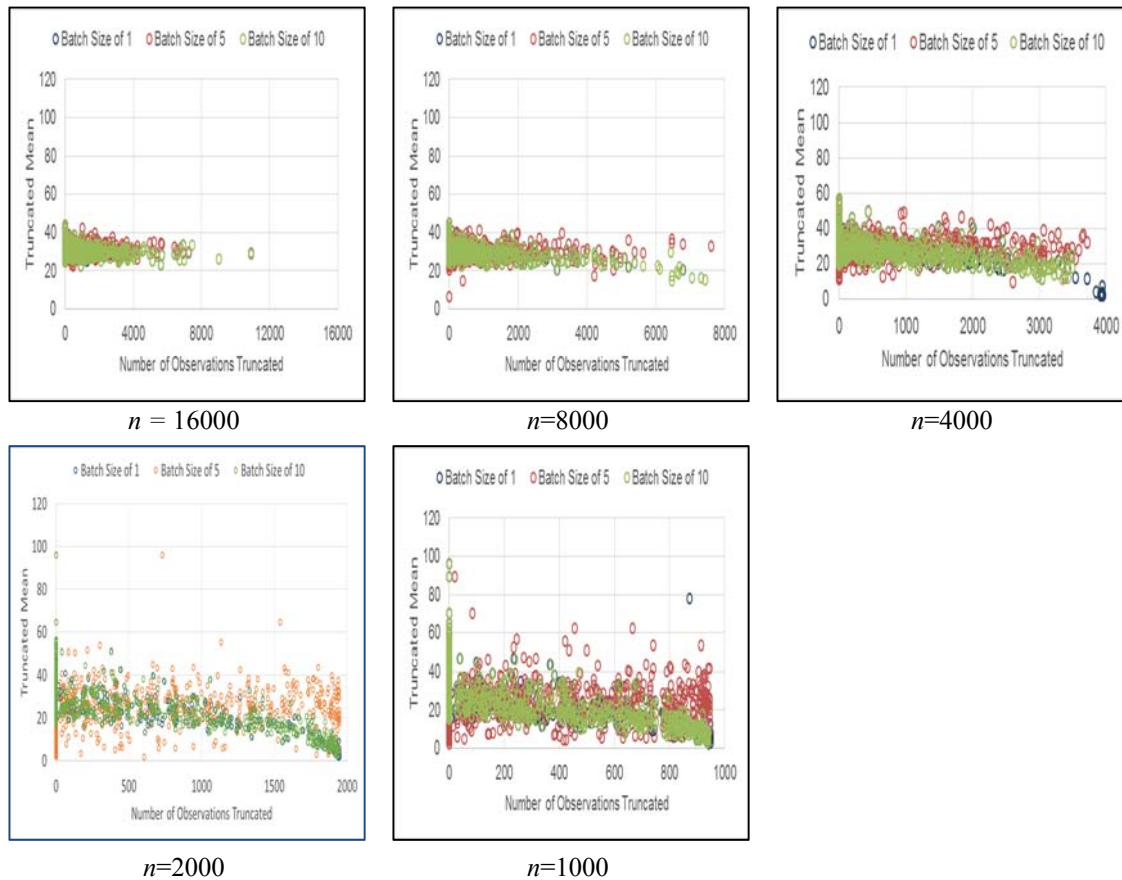 Batch Size of 1 Batch Size of 5 Batch Size of 10
120
100
80
60
40
20
0
Truncated Mean
0 4000 8000 12000 16000
Number of Observations Truncated
n = 16000
Batch Size of 1 Batch Size of 5 Batch Size of 10
120
100
80
60
40
20
0
Truncated Mean
0 2000 4000 6000 8000
Number of Observations Truncated
n=8000
Batch Size of 1 Batch Size of 5 Batch Size of 10
120
100
80
60
40
20
0
Truncated Mean
0 1000 2000 3000 4000
Number of Observations Truncated
n=4000
Batch Size of 1 Batch Size of 5 Batch Size of 10
120
100
80
60
40
20
0
Truncated Mean
0 500 1000 1500 2000
Number of Observations Truncated
n=2000
Batch Size of 1 Batch Size of 5 Batch Size of 10
120
100
80
60
40
20
0
Truncated Mean
0 200 400 600 800 1000
Number of Observations Truncated
n=1000